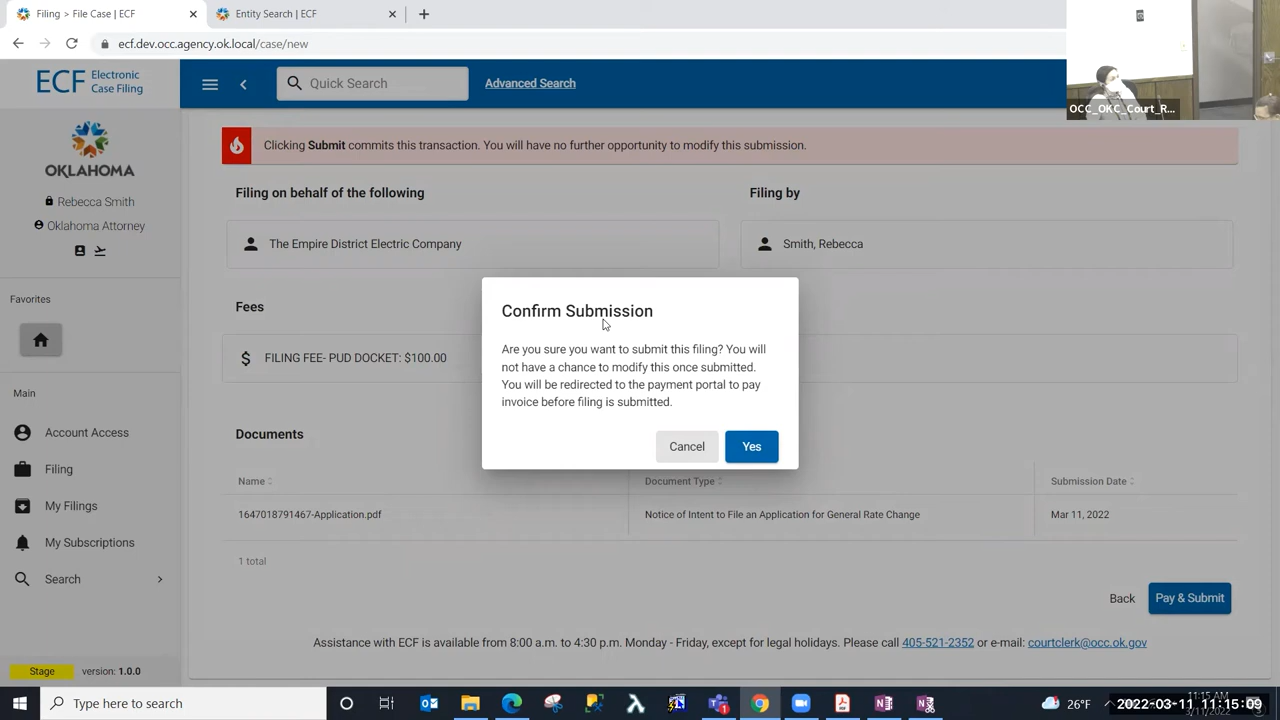 Filing > File Case | ECF
Entity Search | ECF
ecf.dev.occ.agency.ok.local/case/new
OCC_OKC_Court_R...
ECF Electronic
Case Filing
Quick Search
Advanced Search
OKLAHOMA
Rebecca Smith
Oklahoma Attorney
Favorites
Main
Account Access
Filing
My Filings
My Subscriptions
Search
Stage
version: 1.0.0
Clicking Submit commits this transaction. You will have no further opportunity to modify this submission.
Filing on behalf of the following
Filing by
The Empire District Electric Company
Smith, Rebecca
Fees
FILING FEE- PUD DOCKET: $100.00
Confirm Submission
Are you sure you want to submit this filing? You will
not have a chance to modify this once submitted.
You will be redirected to the payment portal to pay
invoice before filing is submitted.
Cancel
Yes
Documents
Name
Document Type
Submission Date
1647018791467-Application.pdf
Notice of Intent to File an Application for General Rate Change
Mar 11, 2022
1 total
Back
Pay & Submit
Assistance with ECF is available from 8:00 a.m. to 4:30 p.m. Monday - Friday, except for legal holidays. Please call 405-521-2352 or e-mail: courtclerk@occ.ok.gov
Type here to search
26°F
11:15 AM
3/11/2022
2022-03-11 11:15:09